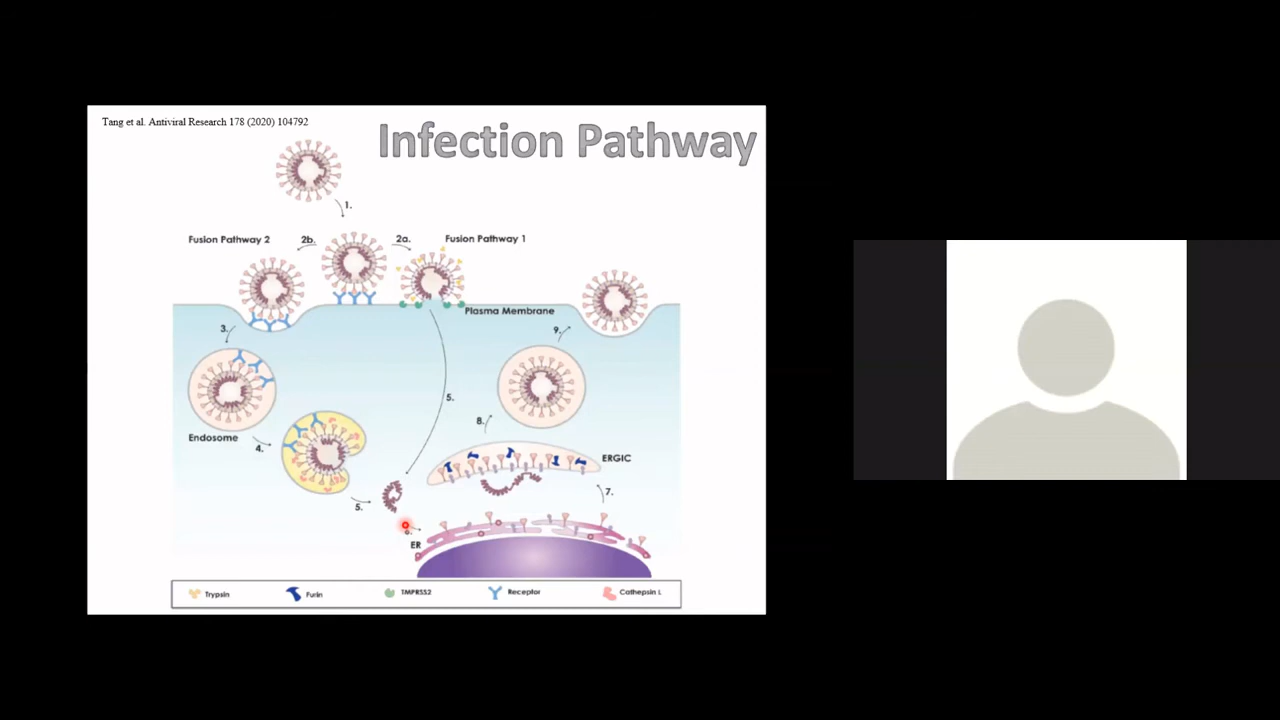 Tang et al. Antiviral Research 178 (2020) 104792
Infection Pathway
1.
Fusion Pathway 2
2b.
2a.
Fusion Pathway 1
Plasma Membrane
3.
9.
5.
8.
Endosome
4.
ERGIC
5.
7.
6.
ER
Trypsin
Furin
TMPRSS2
Receptor
Cathepsin L